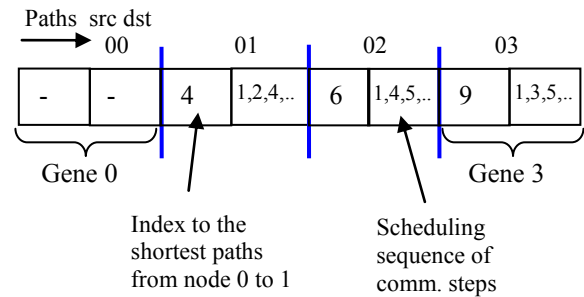 Paths src dst
00 01 02 03
- - 4 1,2,4,.. 6 1,4,5,.. 9 1,3,5,..
Gene 0 Gene 3
Index to the
shortest paths
from node 0 to 1
Scheduling
sequence of
comm. steps